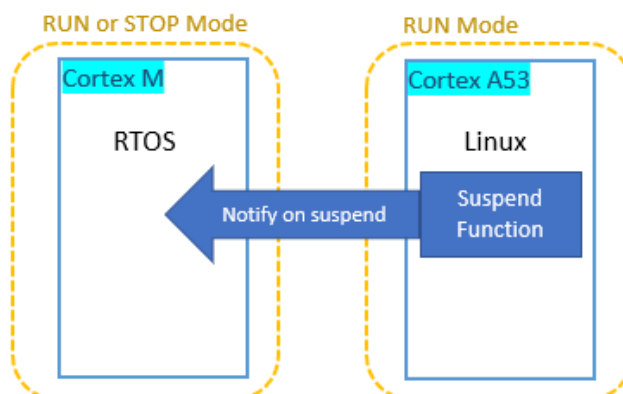 RUN or STOP Mode
RUN Mode
Cortex M
Cortex A53
RTOS
Linux
Notify on suspend
Suspend
Function